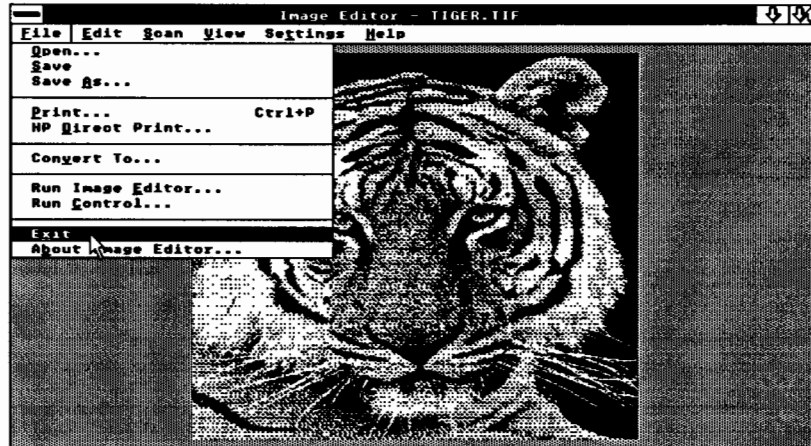 Image Editor - TIGER.TIF
File Edit Scan View Settings Help
Open...
Save
Save As...
Print... Ctrl+P
HP Direct Print...
Convert To...
Run Image Editor...
Run Control...
Exit
About Image Editor...